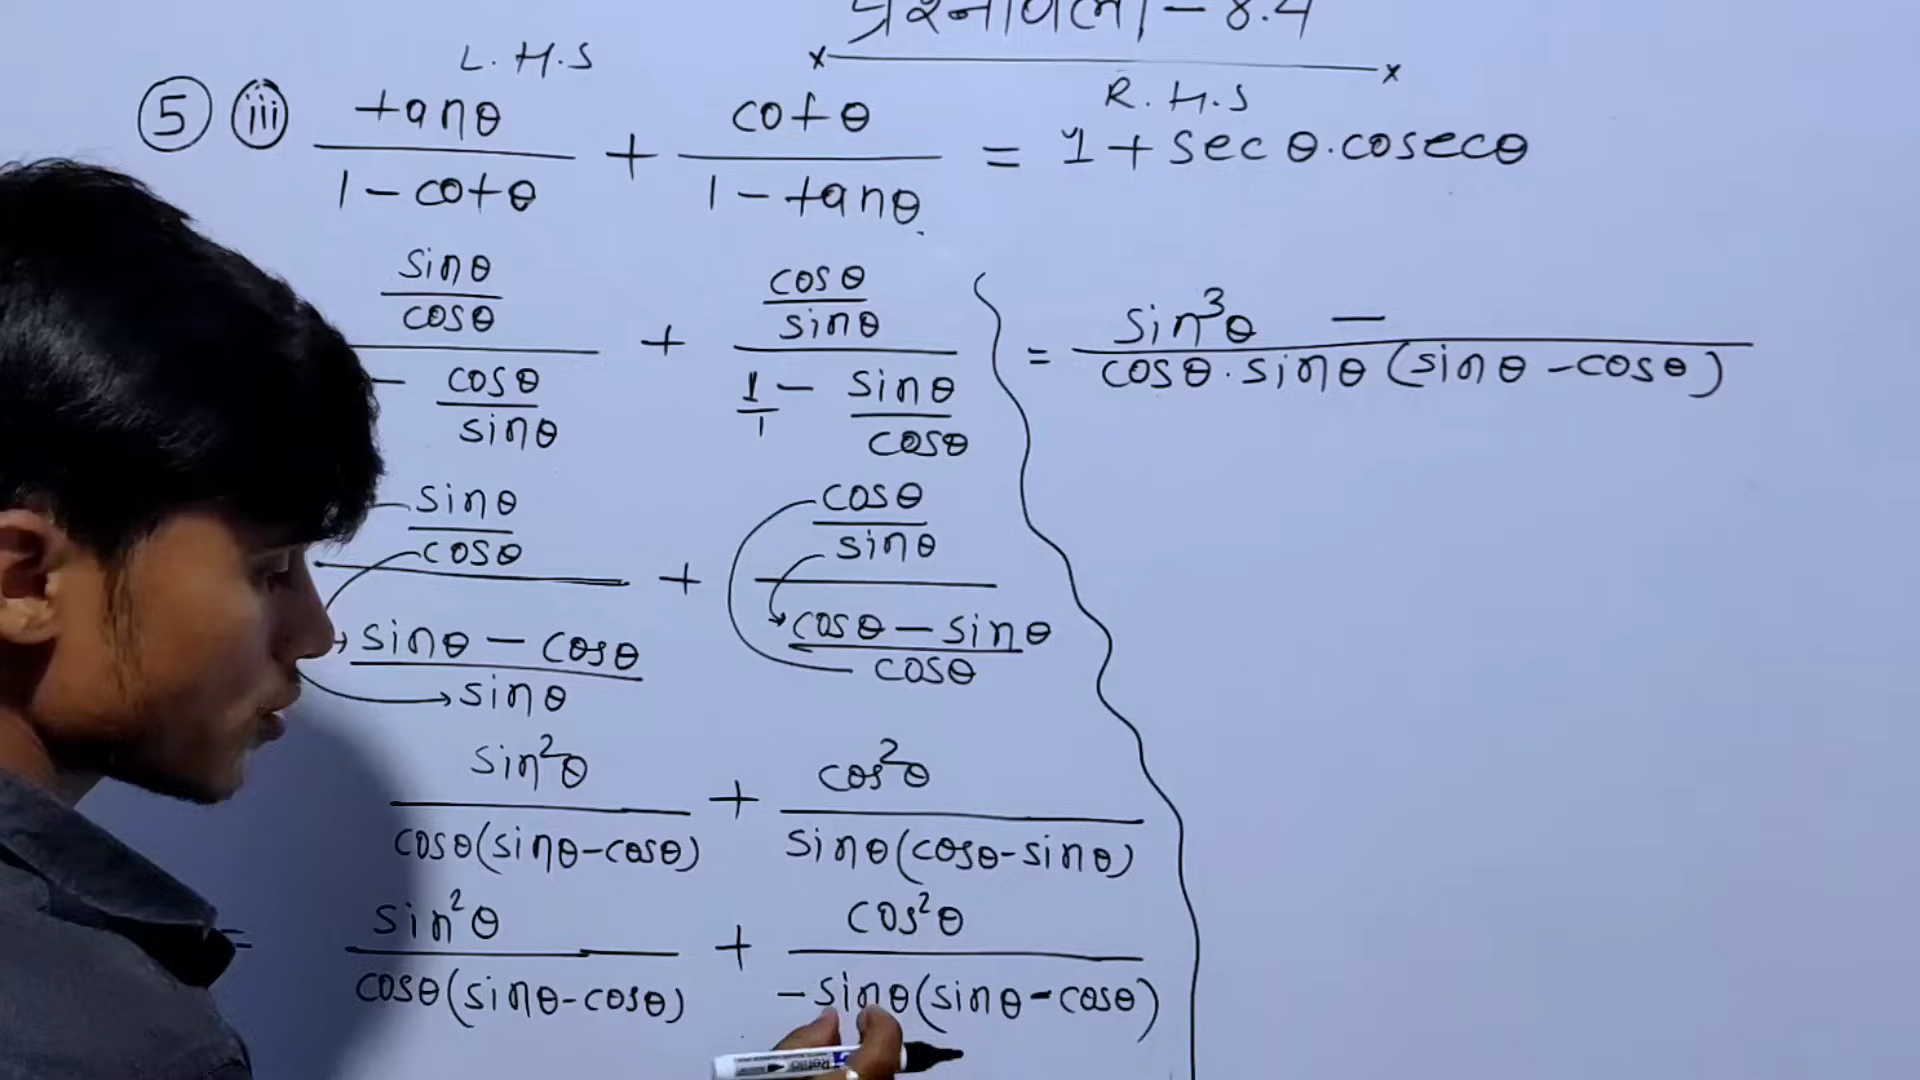 प्रश्नावली - 8.4
L.H.S
R.H.S
5 iii tanθ / 1 - cotθ + cotθ / 1 - tanθ = 1 + secθ.cosecθ
sinθ / cosθ / - cosθ / sinθ + cosθ / sinθ / 1/1 - sinθ / cosθ
sinθ / cosθ / sinθ - cosθ / sinθ + cosθ / sinθ / cosθ - sinθ / cosθ
sin²θ / cosθ(sinθ-cosθ) + cos²θ / sinθ(cosθ-sinθ)
= sin²θ / cosθ(sinθ-cosθ) + cos²θ / -sinθ(sinθ-cosθ)
= sin³θ - / cosθ.sinθ(sinθ-cosθ)